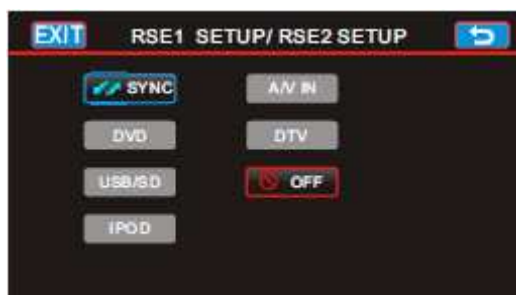 EXIT RSE1 SETUP/ RSE2 SETUP
SYNC A/V IN
DVD DTV
USB/SD OFF
IPOD